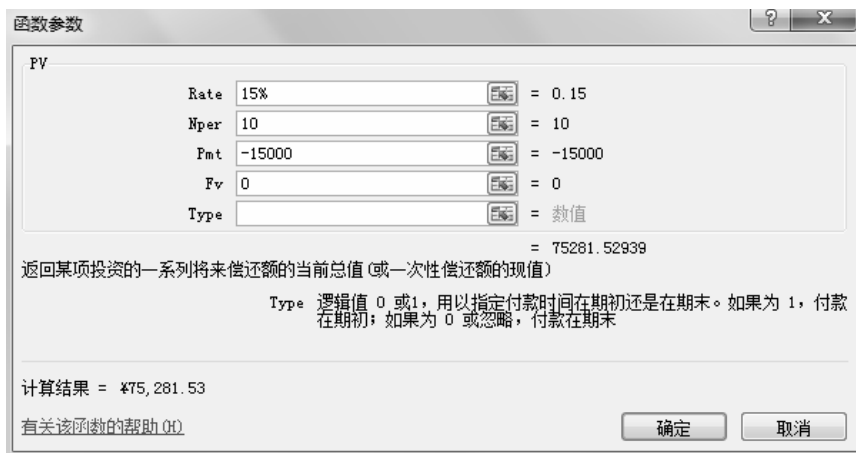 函数参数
PV
Rate 15% = 0.15
Nper 10 = 10
Pmt -15000 = -15000
Fv 0 = 0
Type = 数值
= 75281.52939
返回某项投资的一系列将来偿还额的当前总值(或一次性偿还额的现值)
Type 逻辑值 0 或1，用以指定付款时间在期初还是在期末。如果为 1，付款
在期初；如果为 0 或忽略，付款在期末
计算结果 = ¥75,281.53
有关该函数的帮助(H)
确定
取消